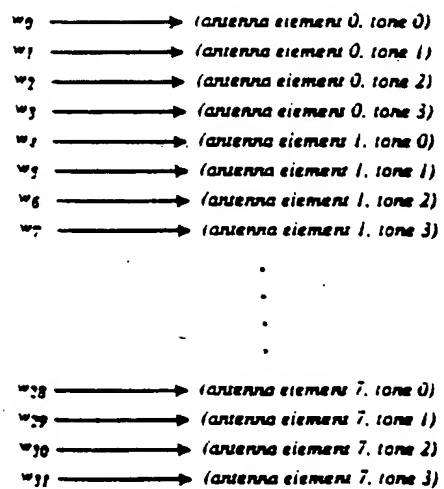 w0 → (antenna element 0, tone 0)
w1 → (antenna element 0, tone 1)
w2 → (antenna element 0, tone 2)
w3 → (antenna element 0, tone 3)
w4 → (antenna element 1, tone 0)
w5 → (antenna element 1, tone 1)
w6 → (antenna element 1, tone 2)
w7 → (antenna element 1, tone 3)
w28 → (antenna element 7, tone 0)
w29 → (antenna element 7, tone 1)
w30 → (antenna element 7, tone 2)
w31 → (antenna element 7, tone 3)